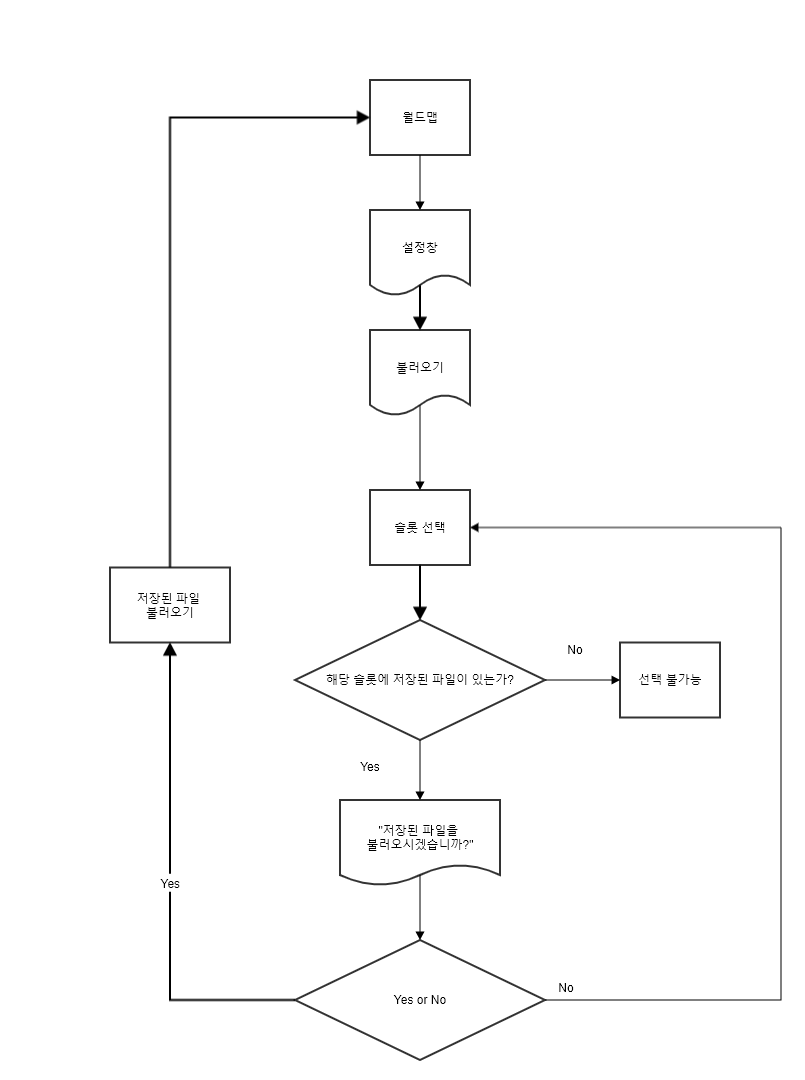 월드맵
설정창
불러오기
슬롯 선택
저장된 파일
불러오기
해당 슬롯에 저장된 파일이 있는가?
No
선택 불가능
Yes
"저장된 파일을
불러오시겠습니까?"
Yes
Yes or No
No